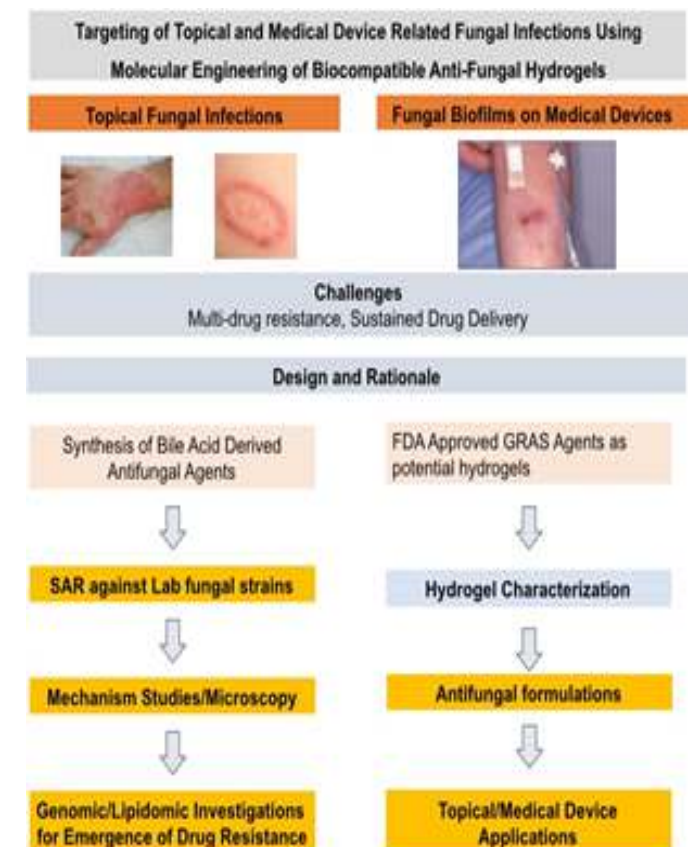 Targeting of Topical and Medical Device Related Fungal Infections Using
Molecular Engineering of Biocompatible Anti-Fungal Hydrogels
Topical Fungal Infections
Fungal Biofilms on Medical Devices
Challenges
Multi-drug resistance, Sustained Drug Delivery
Design and Rationale
Synthesis of Bile Acid Derived
Antifungal Agents
SAR against Lab fungal strains
Mechanism Studies/Microscopy
Genomic/Lipidomic Investigations
for Emergence of Drug Resistance
FDA Approved GRAS Agents as
potential hydrogels
Hydrogel Characterization
Antifungal formulations
Topical/Medical Device
Applications